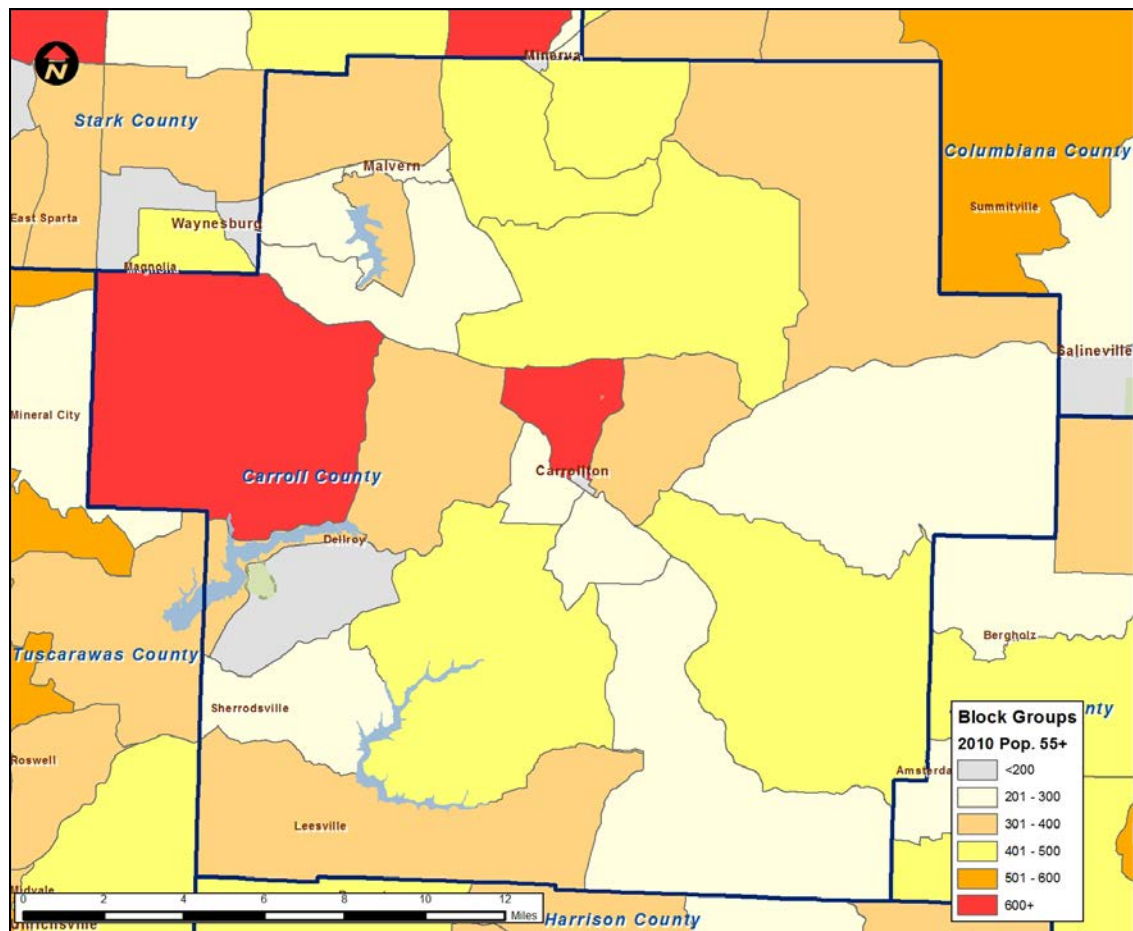 Minerva
N
Stark County
Columbiana County
Malvern
Summitville
East Sparta
Waynesburg
Magnolia
Salineville
Mineral City
Carrollton
Carroll County
Dellroy
Bergholz
Tuscarawas County
Sherrodsville
Block Groups
2010 Pop. 55+
<200
201 - 300
301 - 400
401 - 500
501 - 600
600+
Roswell
Leesville
Midvale
0 2 4 6 8 10 12
Miles
Harrison County